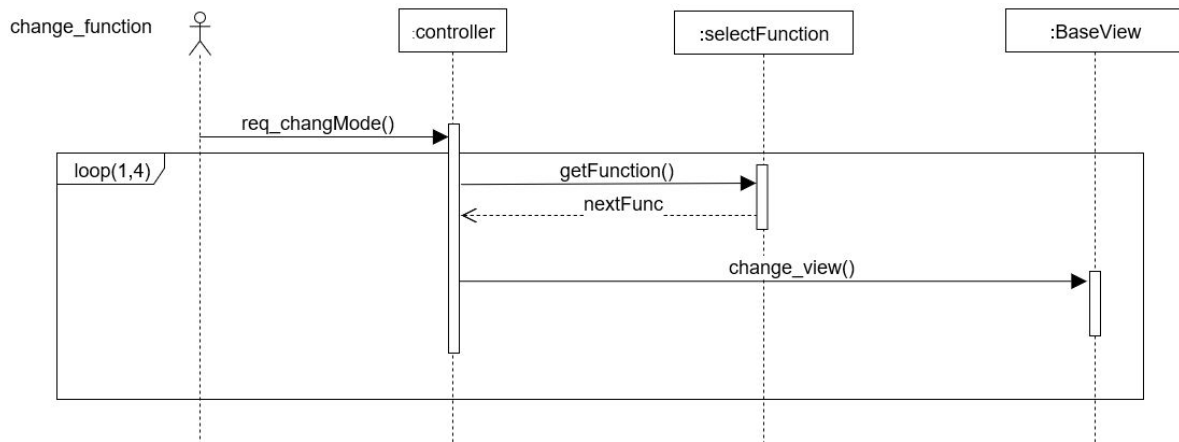 change_function
:controller
:selectFunction
:BaseView
req_changMode()
loop(1,4)
getFunction()
nextFunc
change_view()